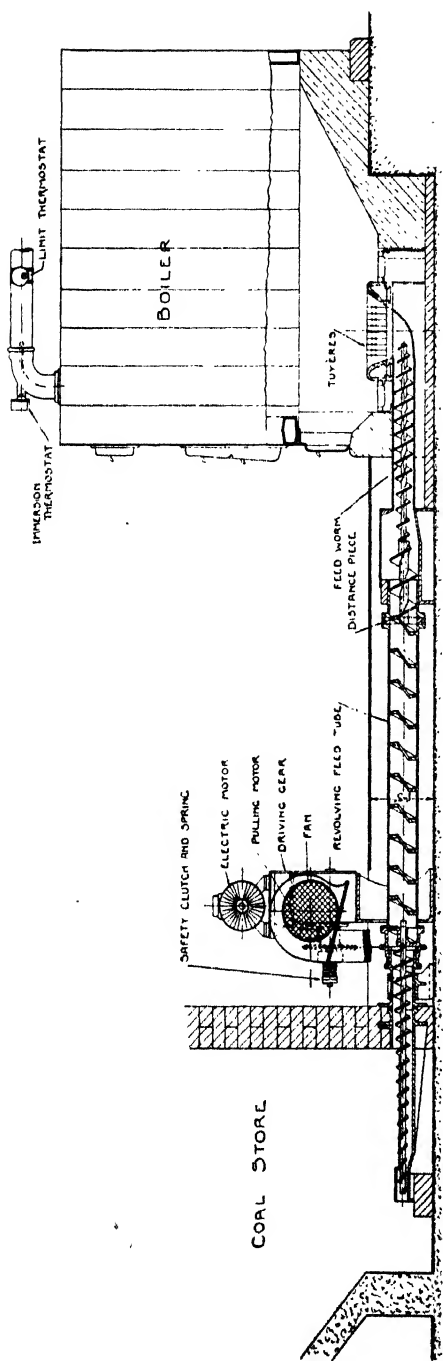 COAL STORE
SAFETY CLUTCH AND SPRING
ELECTRIC MOTOR
PULLING MOTOR
DRIVING GEAR
FAN
REVOLVING FEED TUBE
DISTANCE PIECE
FEED WORM
TUYERES
IMMERSION
THERMOSTAT
LIMIT THERMOSTAT
BOILER